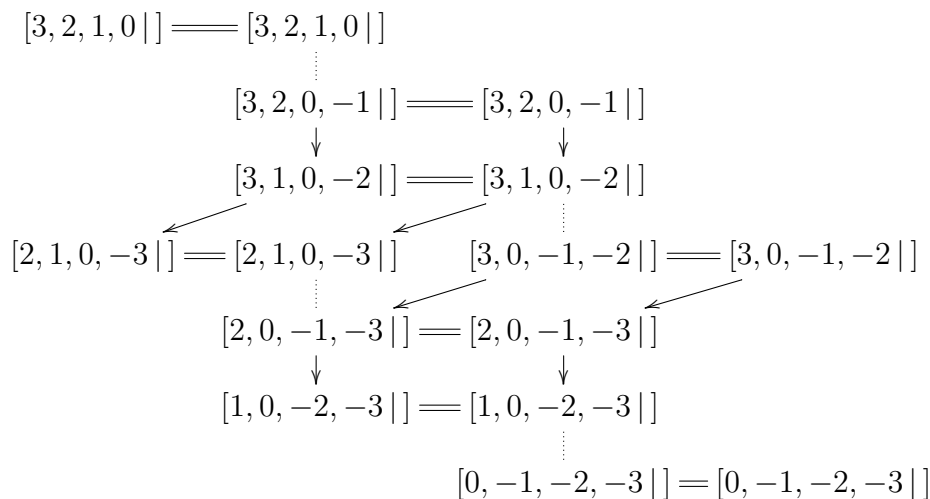 [3, 2, 1, 0 | ] [3, 2, 1, 0 | ]
[3, 2, 0, −1 | ] [3, 2, 0, −1 | ]
[3, 1, 0, −2 | ] [3, 1, 0, −2 | ]
[2, 1, 0, −3 | ] [2, 1, 0, −3 | ] [3, 0, −1, −2 | ] [3, 0, −1, −2 | ]
[2, 0, −1, −3 | ] [2, 0, −1, −3 | ]
[1, 0, −2, −3 | ] [1, 0, −2, −3 | ]
[0, −1, −2, −3 | ] [0, −1, −2, −3 | ]